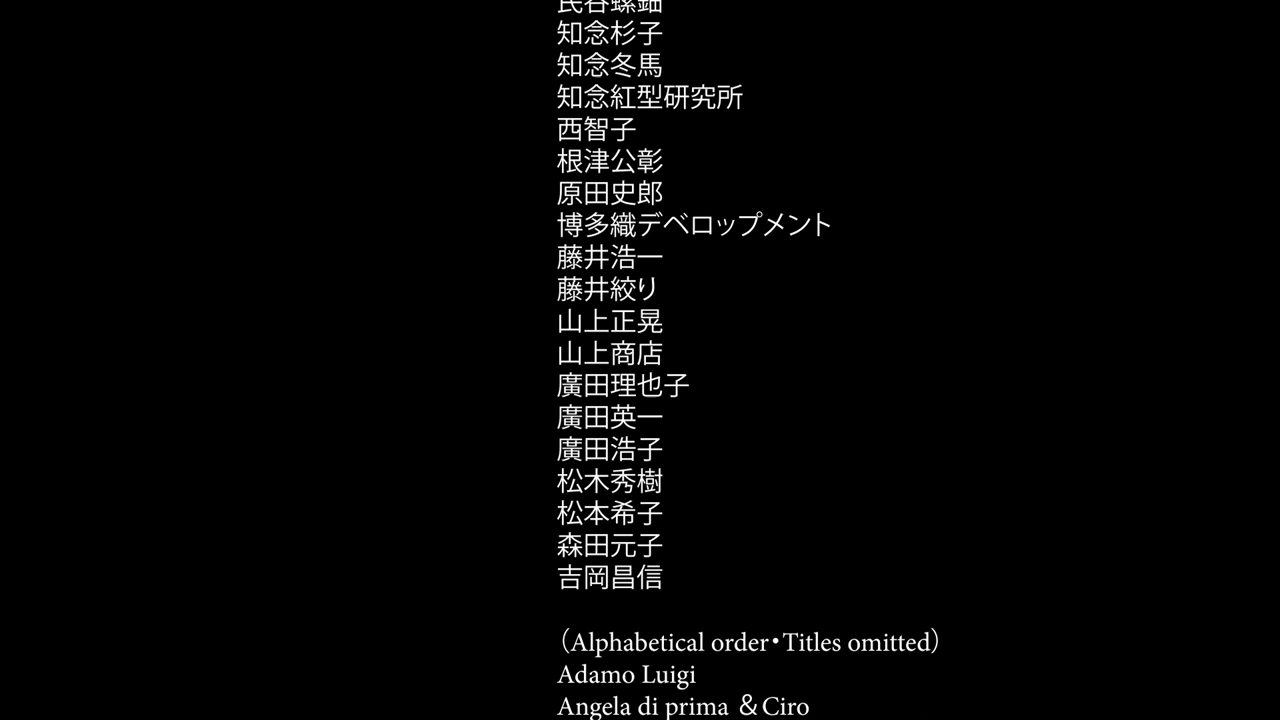 知念杉子
知念冬馬
知念紅型研究所
西智子
根津公彰
原田史郎
博多織デベロップメント
藤井浩一
藤井絞り
山上正晃
山上商店
廣田理也子
廣田英一
廣田浩子
松木秀樹
松本希子
森田元子
吉岡昌信
（Alphabetical order・Titles omitted）
Adamo Luigi
Angela di prima ＆Ciro